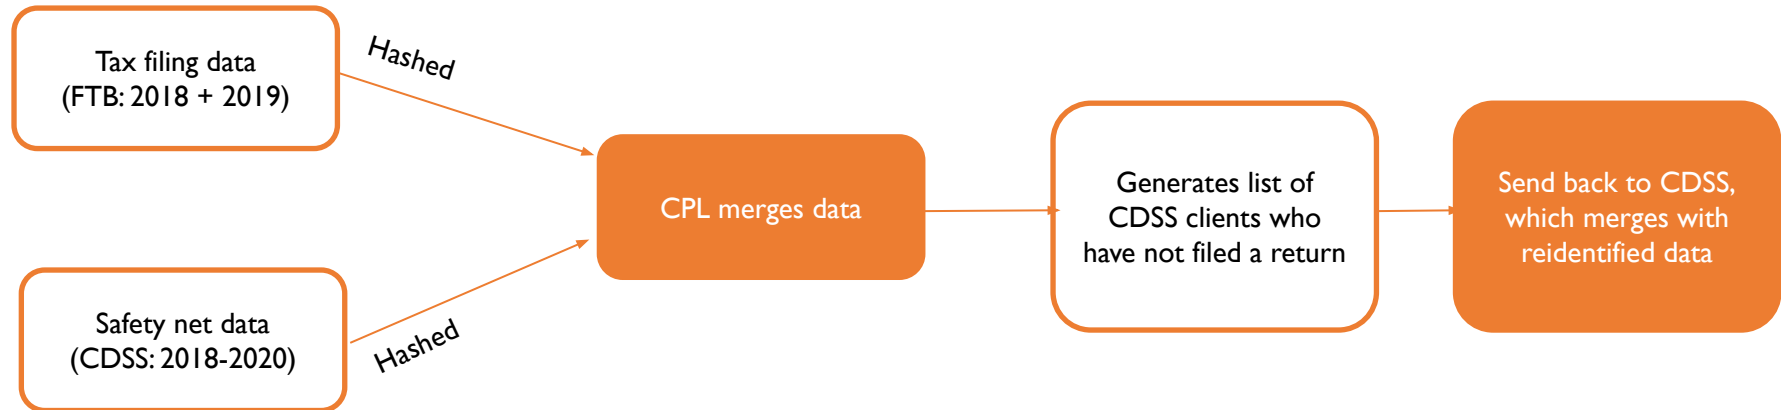 Tax filing data
(FTB: 2018 + 2019)
Hashed
Safety net data
(CDSS: 2018-2020)
Hashed
CPL merges data
Generates list of
CDSS clients who
have not filed a return
Send back to CDSS,
which merges with
reidentified data